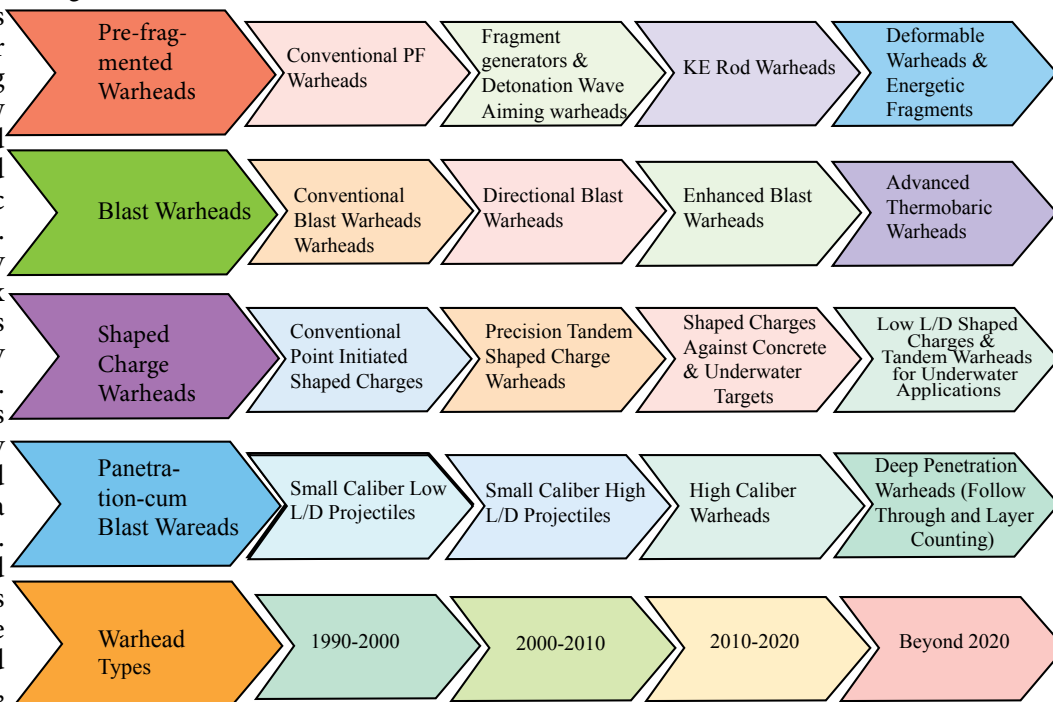 Pre-frag-
mented
Warheads
Conventional PF
Warheads
Fragment
generators &
Detonation Wave
Aiming warheads
KE Rod Warheads
Deformable
Warheads &
Energetic
Fragments
Blast Warheads
Conventional
Blast Warheads
Warheads
Directional Blast
Warheads
Enhanced Blast
Warheads
Advanced
Thermobaric
Warheads
Shaped
Charge
Warheads
Conventional
Point Initiated
Shaped Charges
Precision Tandem
Shaped Charge
Warheads
Shaped Charges
Against Concrete
& Underwater
Targets
Low L/D Shaped
Charges &
Tandem Warheads
for Underwater
Applications
Panetra-
tion-cum
Blast Wareads
Small Caliber Low
L/D Projectiles
Small Caliber High
L/D Projectiles
High Caliber
Warheads
Deep Penetration
Warheads (Follow
Through and Layer
Counting)
Warhead
Types
1990-2000
2000-2010
2010-2020
Beyond 2020